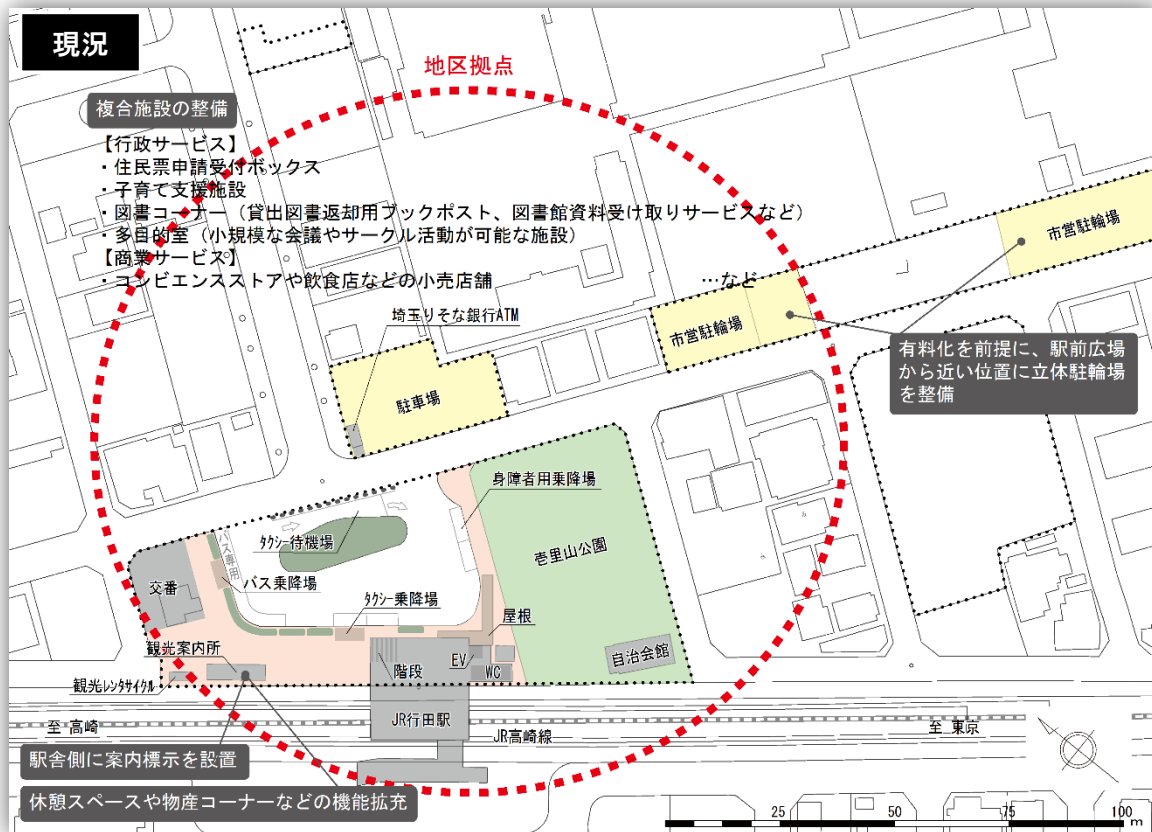 現況
地区拠点
複合施設の整備
【行政サービス】
・住民票申請受付ボックス
・子育て支援施設
・図書コーナー（貸出図書返却用ブックポスト、図書館資料受け取りサービスなど）
・多目的室（小規模な会議やサークル活動が可能な施設）
【商業サービス】
・コンビエンスストアや飲食店などの小売店舗　…など
市営駐輪場
埼玉りそな銀行ATM
市営駐輪場
有料化を前提に、駅前広場
から近い位置に立体駐輪場
を整備
駐車場
身障者用乗降場
タクシー待機場
バス専用
壱里山公園
バス乗降場
交番
タクシー乗降場
屋根
観光案内所
階段
EV
WC
自治会館
観光レンタサイクル
至 高崎
JR行田駅
JR高崎線
至 東京
駅舎側に案内標示を設置
休憩スペースや物産コーナーなどの機能拡充
25 50 75 100
m